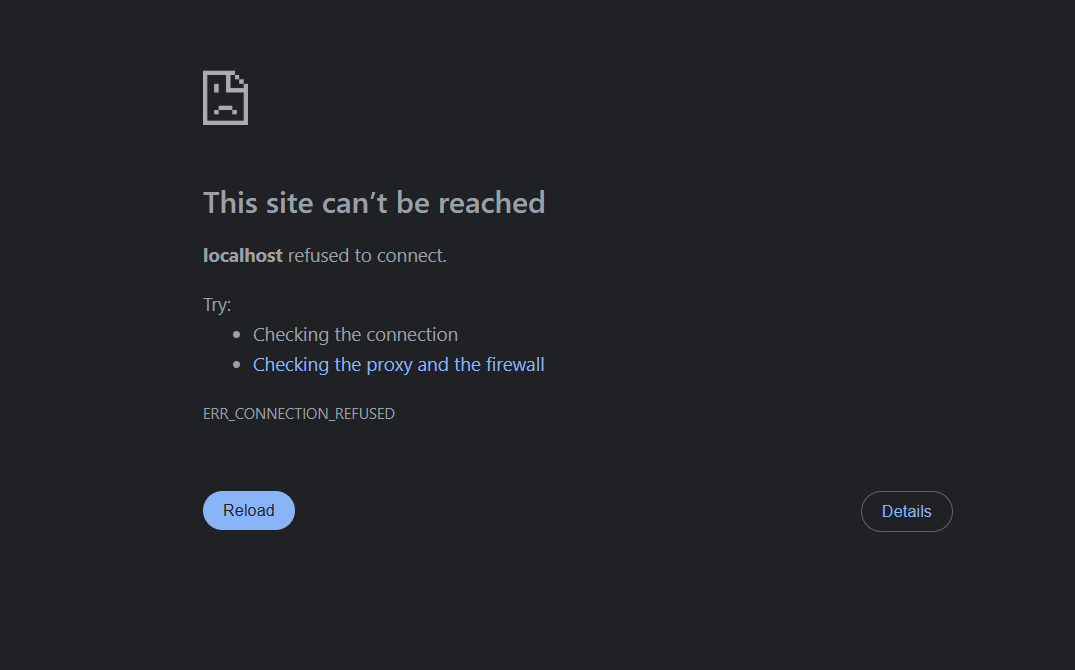 This site can’t be reached
localhost refused to connect.
Try:
• Checking the connection
• Checking the proxy and the firewall
ERR_CONNECTION_REFUSED
Reload
Details